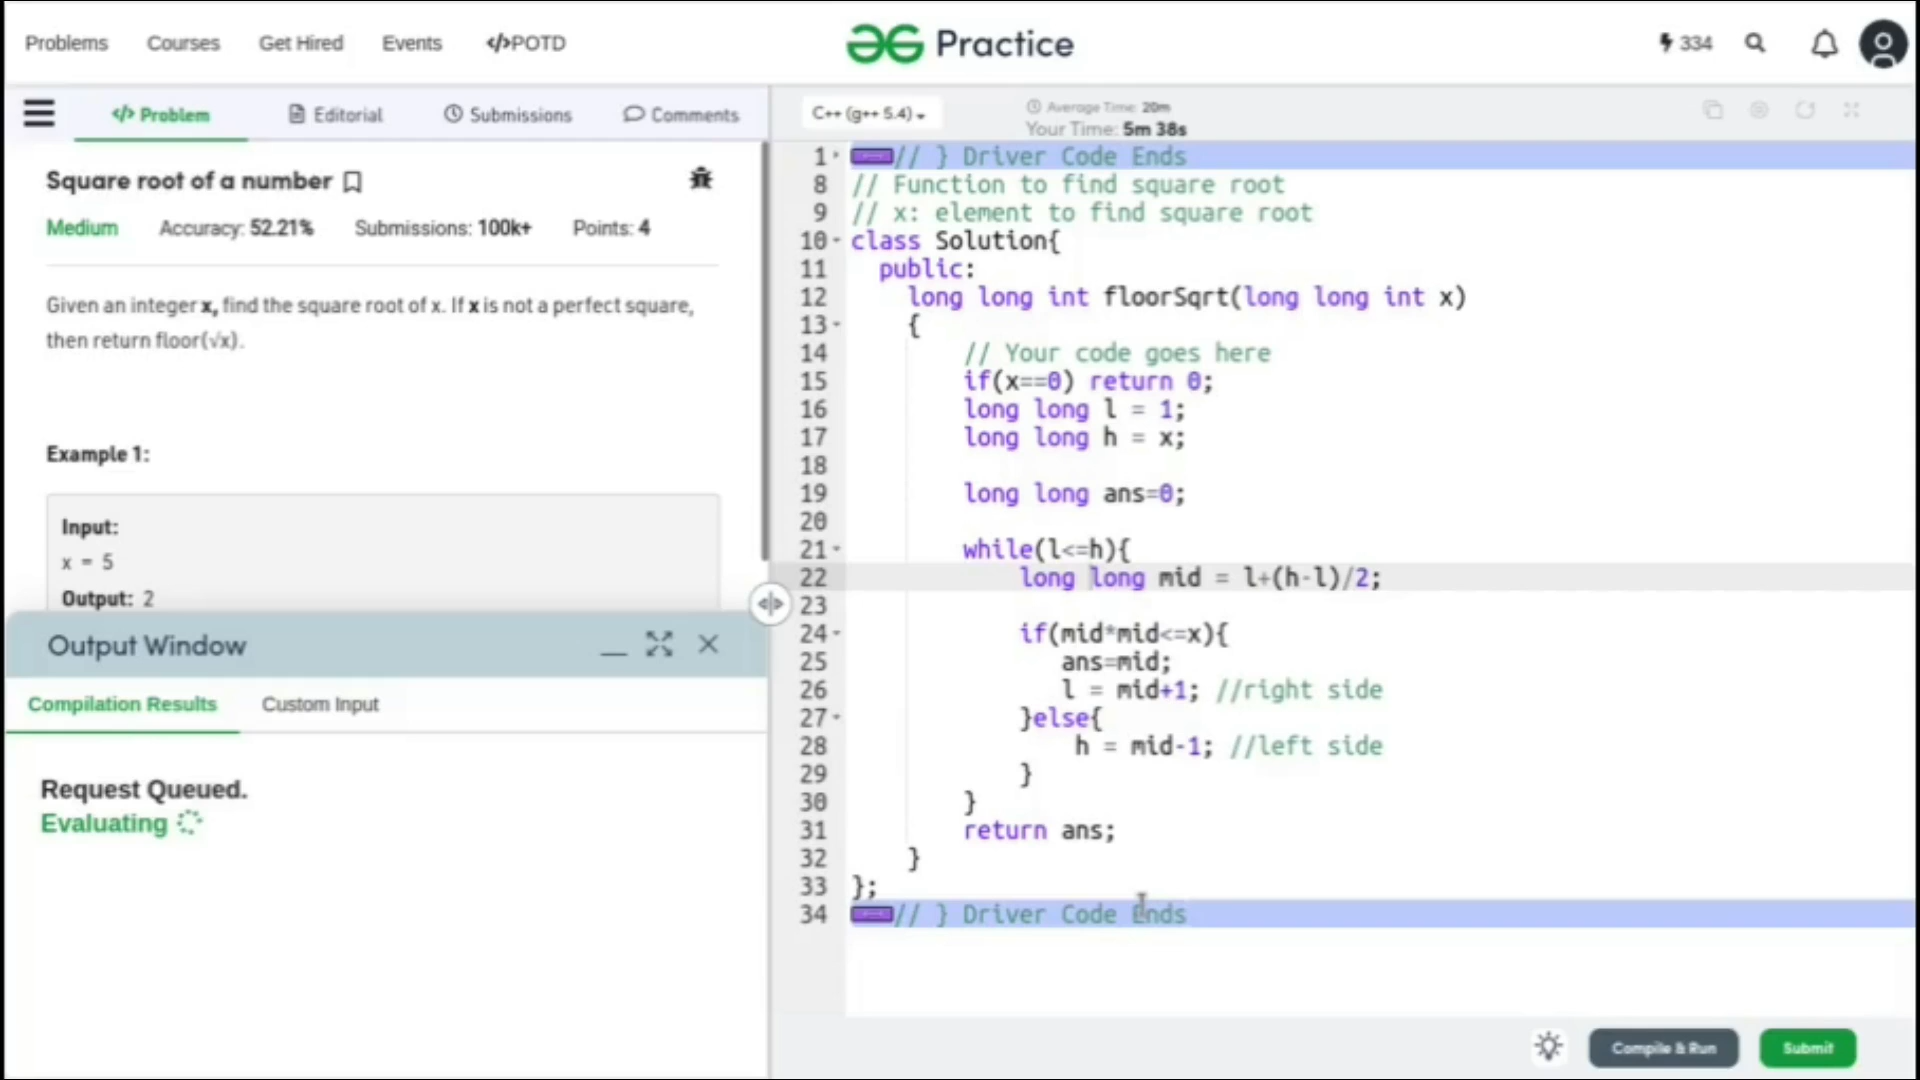 Problems Courses Get Hired Events </>POTD Practice 334
Problem Editorial Submissions Comments
Square root of a number
Medium Accuracy: 52.21% Submissions: 100k+ Points: 4
Given an integer x, find the square root of x. If x is not a perfect square,
then return floor(√x).
Example 1:
Input:
x = 5
Output: 2
Output Window
Compilation Results Custom Input
Request Queued.
Evaluating
C++ (g++ 5.4)
Average Time: 20m
Your Time: 5m 38s
1 // } Driver Code Ends
8 // Function to find square root
9 // x: element to find square root
10 class Solution{
11 public:
12 long long int floorSqrt(long long int x)
13 {
14 // Your code goes here
15 if(x==0) return 0;
16 long long l = 1;
17 long long h = x;
18
19 long long ans=0;
20
21 while(l<=h){
22 long long mid = l+(h-l)/2;
23
24 if(mid*mid<=x){
25 ans=mid;
26 l = mid+1; //right side
27 }else{
28 h = mid-1; //left side
29 }
30 }
31 return ans;
32 }
33 };
34 // } Driver Code Ends
Compile & Run Submit